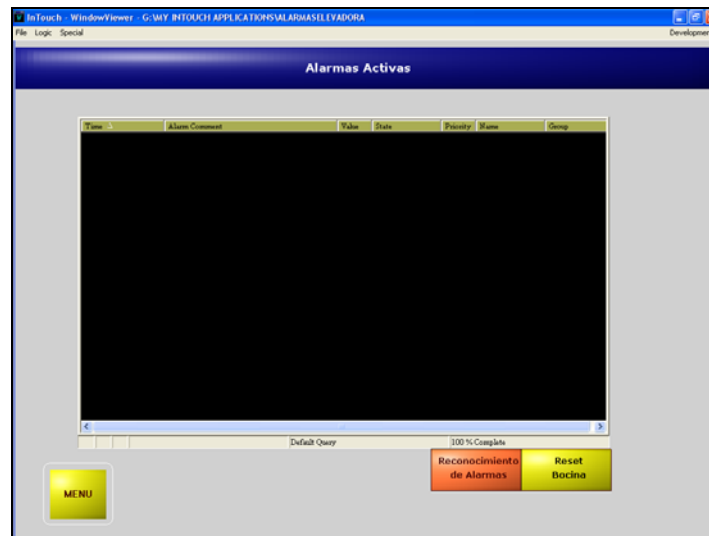 InTouch - WindowViewer - G:\MY INTOUCH APPLICATIONS\ALARMASELEVADORA
File Logic Special Developmen
Alarmas Activas
Time Alarm Comment Value State Priority Name Group
Default Query 100 % Complete
Reconocimiento
de Alarmas
Reset
Bocina
MENU